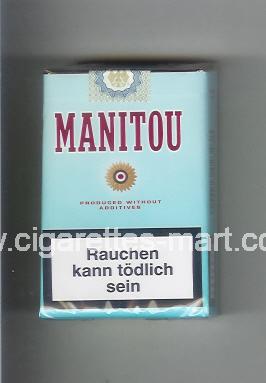 MANITOU
PRODUCED WITHOUT
ADDITIVES
www.cigarettes-mart.com
Rauchen
kann tödlich
sein